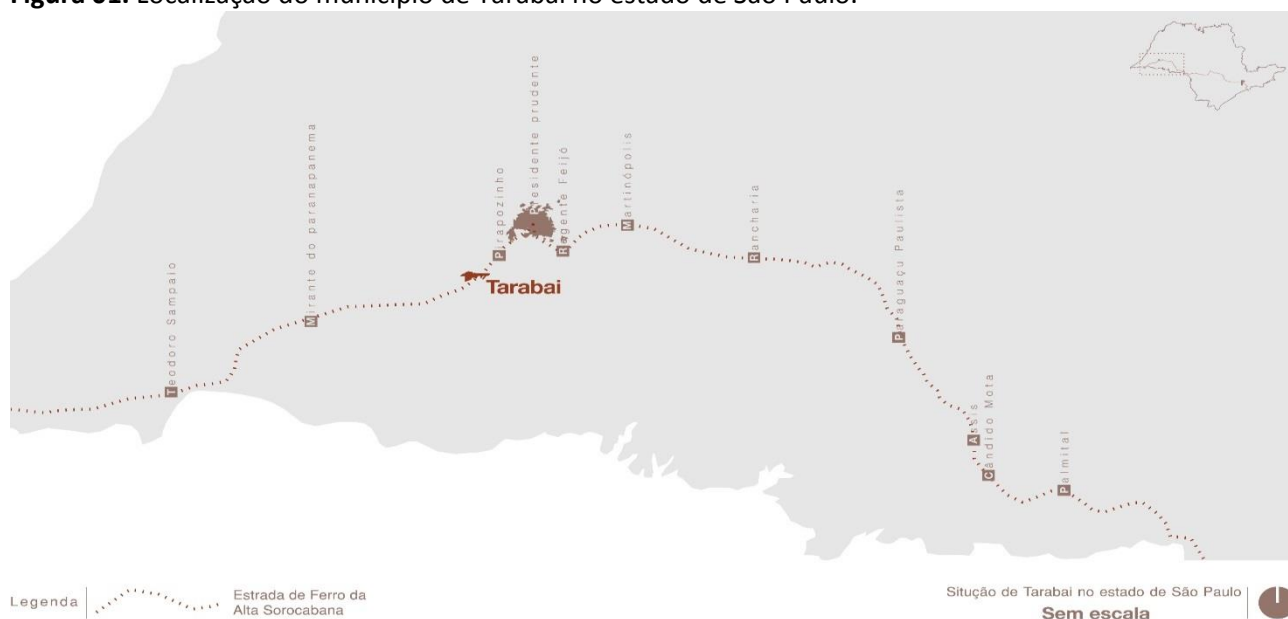 Figura 01: Localização do município de Tarabai no estado de São Paulo.
Teodoro Sampaio
Mirante do paranapanema
Pirapozinho
Presidente prudente
Regente Feijó
Martinópolis
Rancharia
Paraguaçu Paulista
Assis
Cândido Mota
Palmital
Tarabai
Legenda
Estrada de Ferro da
Alta Sorocabana
Situção de Tarabai no estado de São Paulo
Sem escala